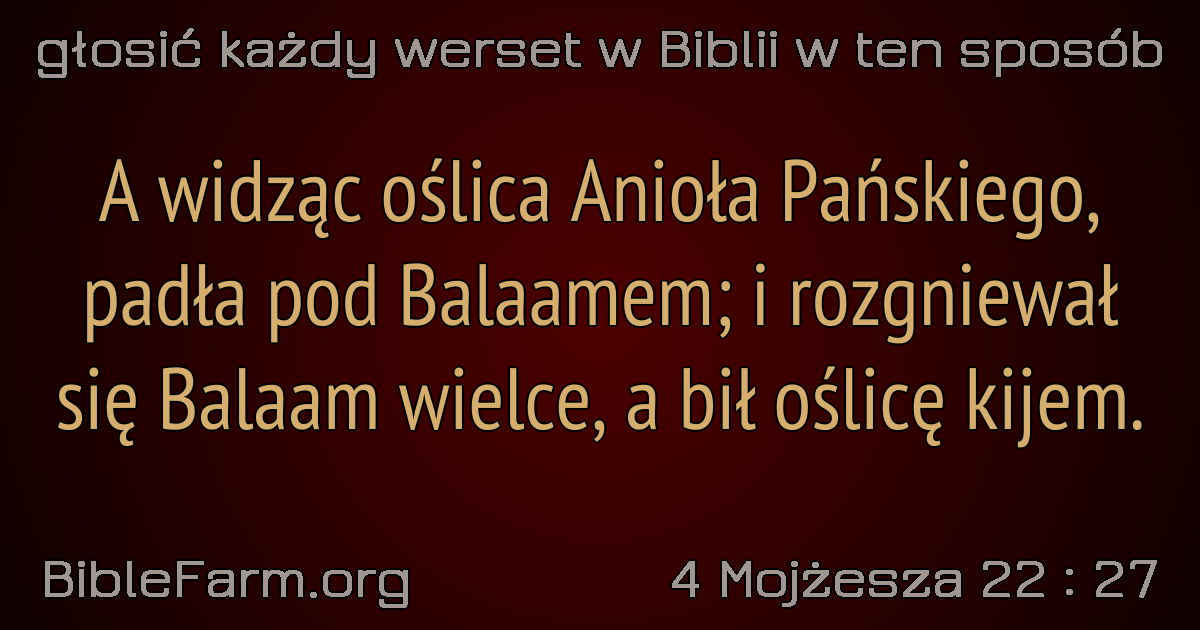 głosić każdy werset w Biblii w ten sposób
A widząc oślica Anioła Pańskiego,
padła pod Balaamem; i rozgniewał
się Balaam wielce, a bił oślicę kijem.
BibleFarm.org
4 Mojżesza 22 : 27